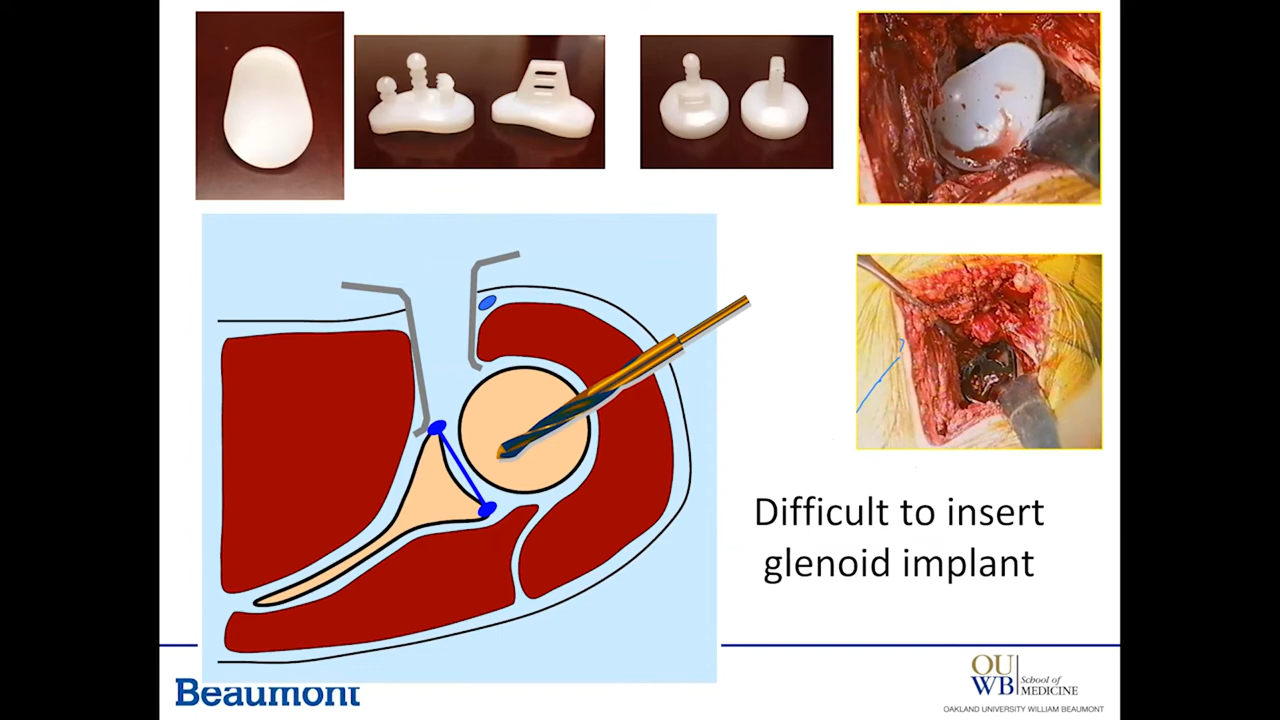 Difficult to insert
glenoid implant
Beaumont
OU
WB
School of
MEDICINE
OAKLAND UNIVERSITY WILLIAM BEAUMONT